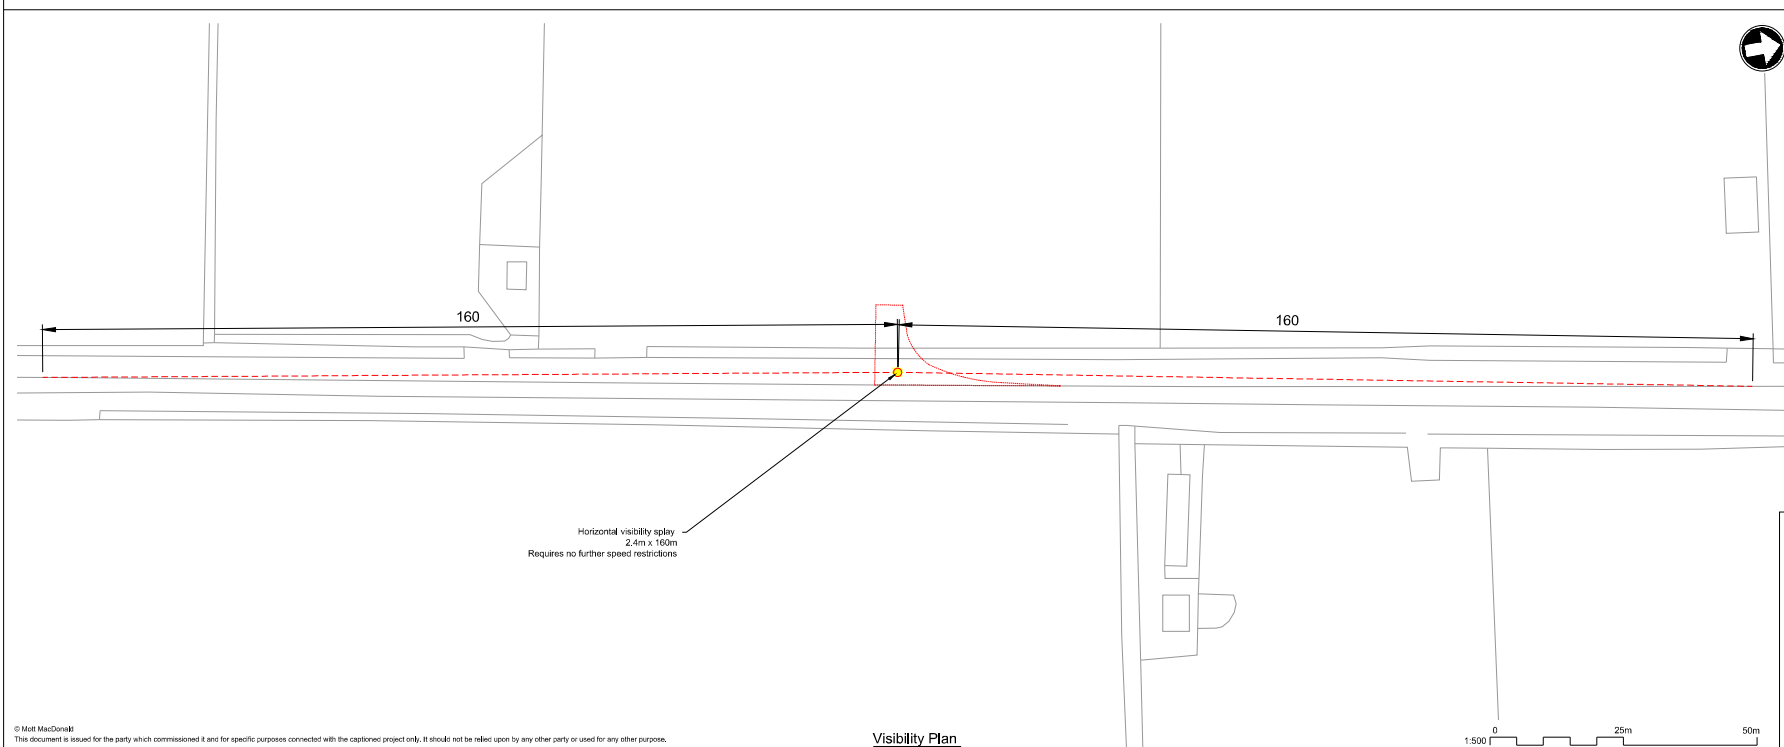 160
160
Horizontal visibility splay
2.4m x 160m
Requires no further speed restrictions
© Mott MacDonald
This document is issued for the party which commissioned it and for specific purposes connected with the captioned project only. It should not be relied upon by any other party or used for any other purpose.
Visibility Plan
1:500
0 25m 50m